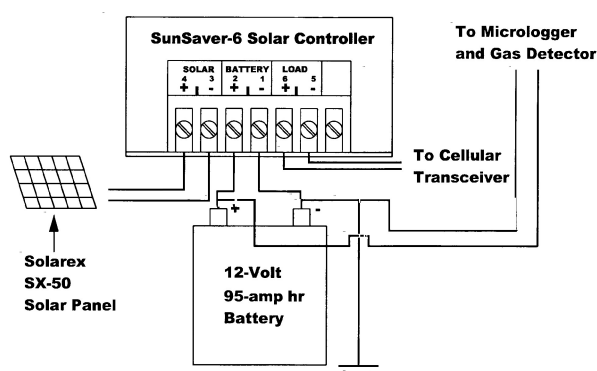 SunSaver-6 Solar Controller
To Micrologger
and Gas Detector
SOLAR BATTERY LOAD
4 3 2 1 6 5
+ - + - + -
To Cellular
Transceiver
+ -
Solarex
SX-50
Solar Panel
12-Volt
95-amp hr
Battery